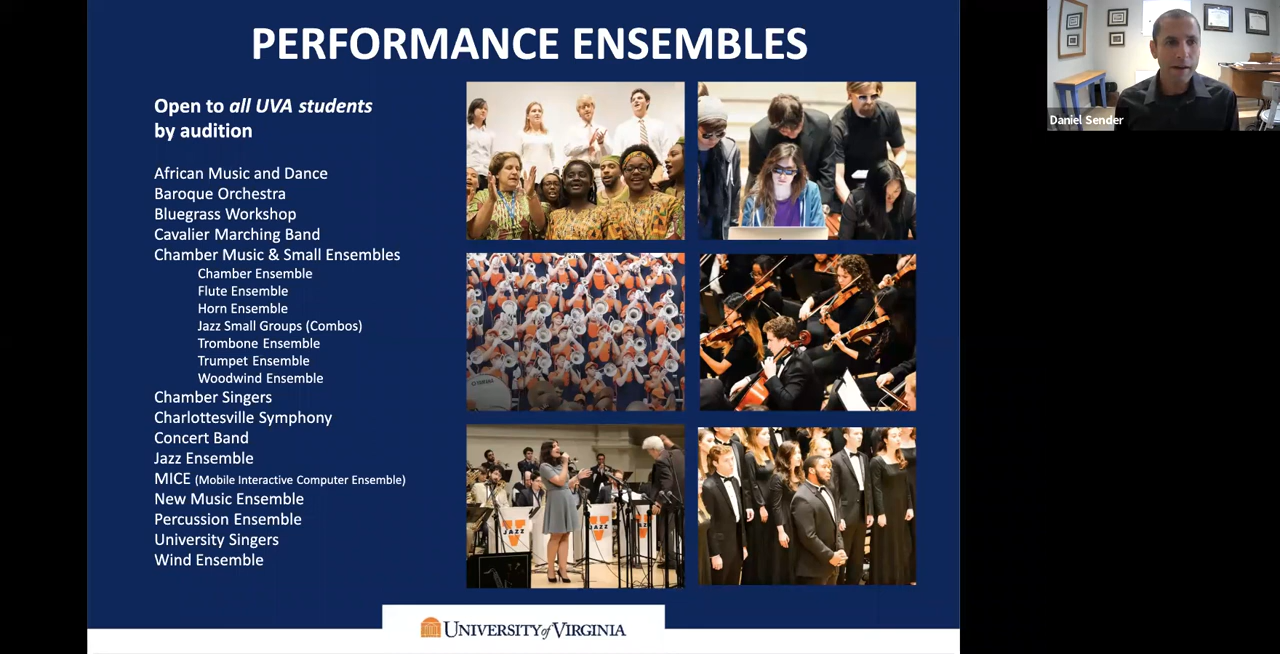 PERFORMANCE ENSEMBLES
Open to all UVA students
by audition
African Music and Dance
Baroque Orchestra
Bluegrass Workshop
Cavalier Marching Band
Chamber Music & Small Ensembles
Chamber Ensemble
Flute Ensemble
Horn Ensemble
Jazz Small Groups (Combos)
Trombone Ensemble
Trumpet Ensemble
Woodwind Ensemble
Chamber Singers
Charlottesville Symphony
Concert Band
Jazz Ensemble
MICE (Mobile Interactive Computer Ensemble)
New Music Ensemble
Percussion Ensemble
University Singers
Wind Ensemble
YAMAHA
JAZZ
JAZZ
UNIVERSITY of VIRGINIA
Daniel Sender